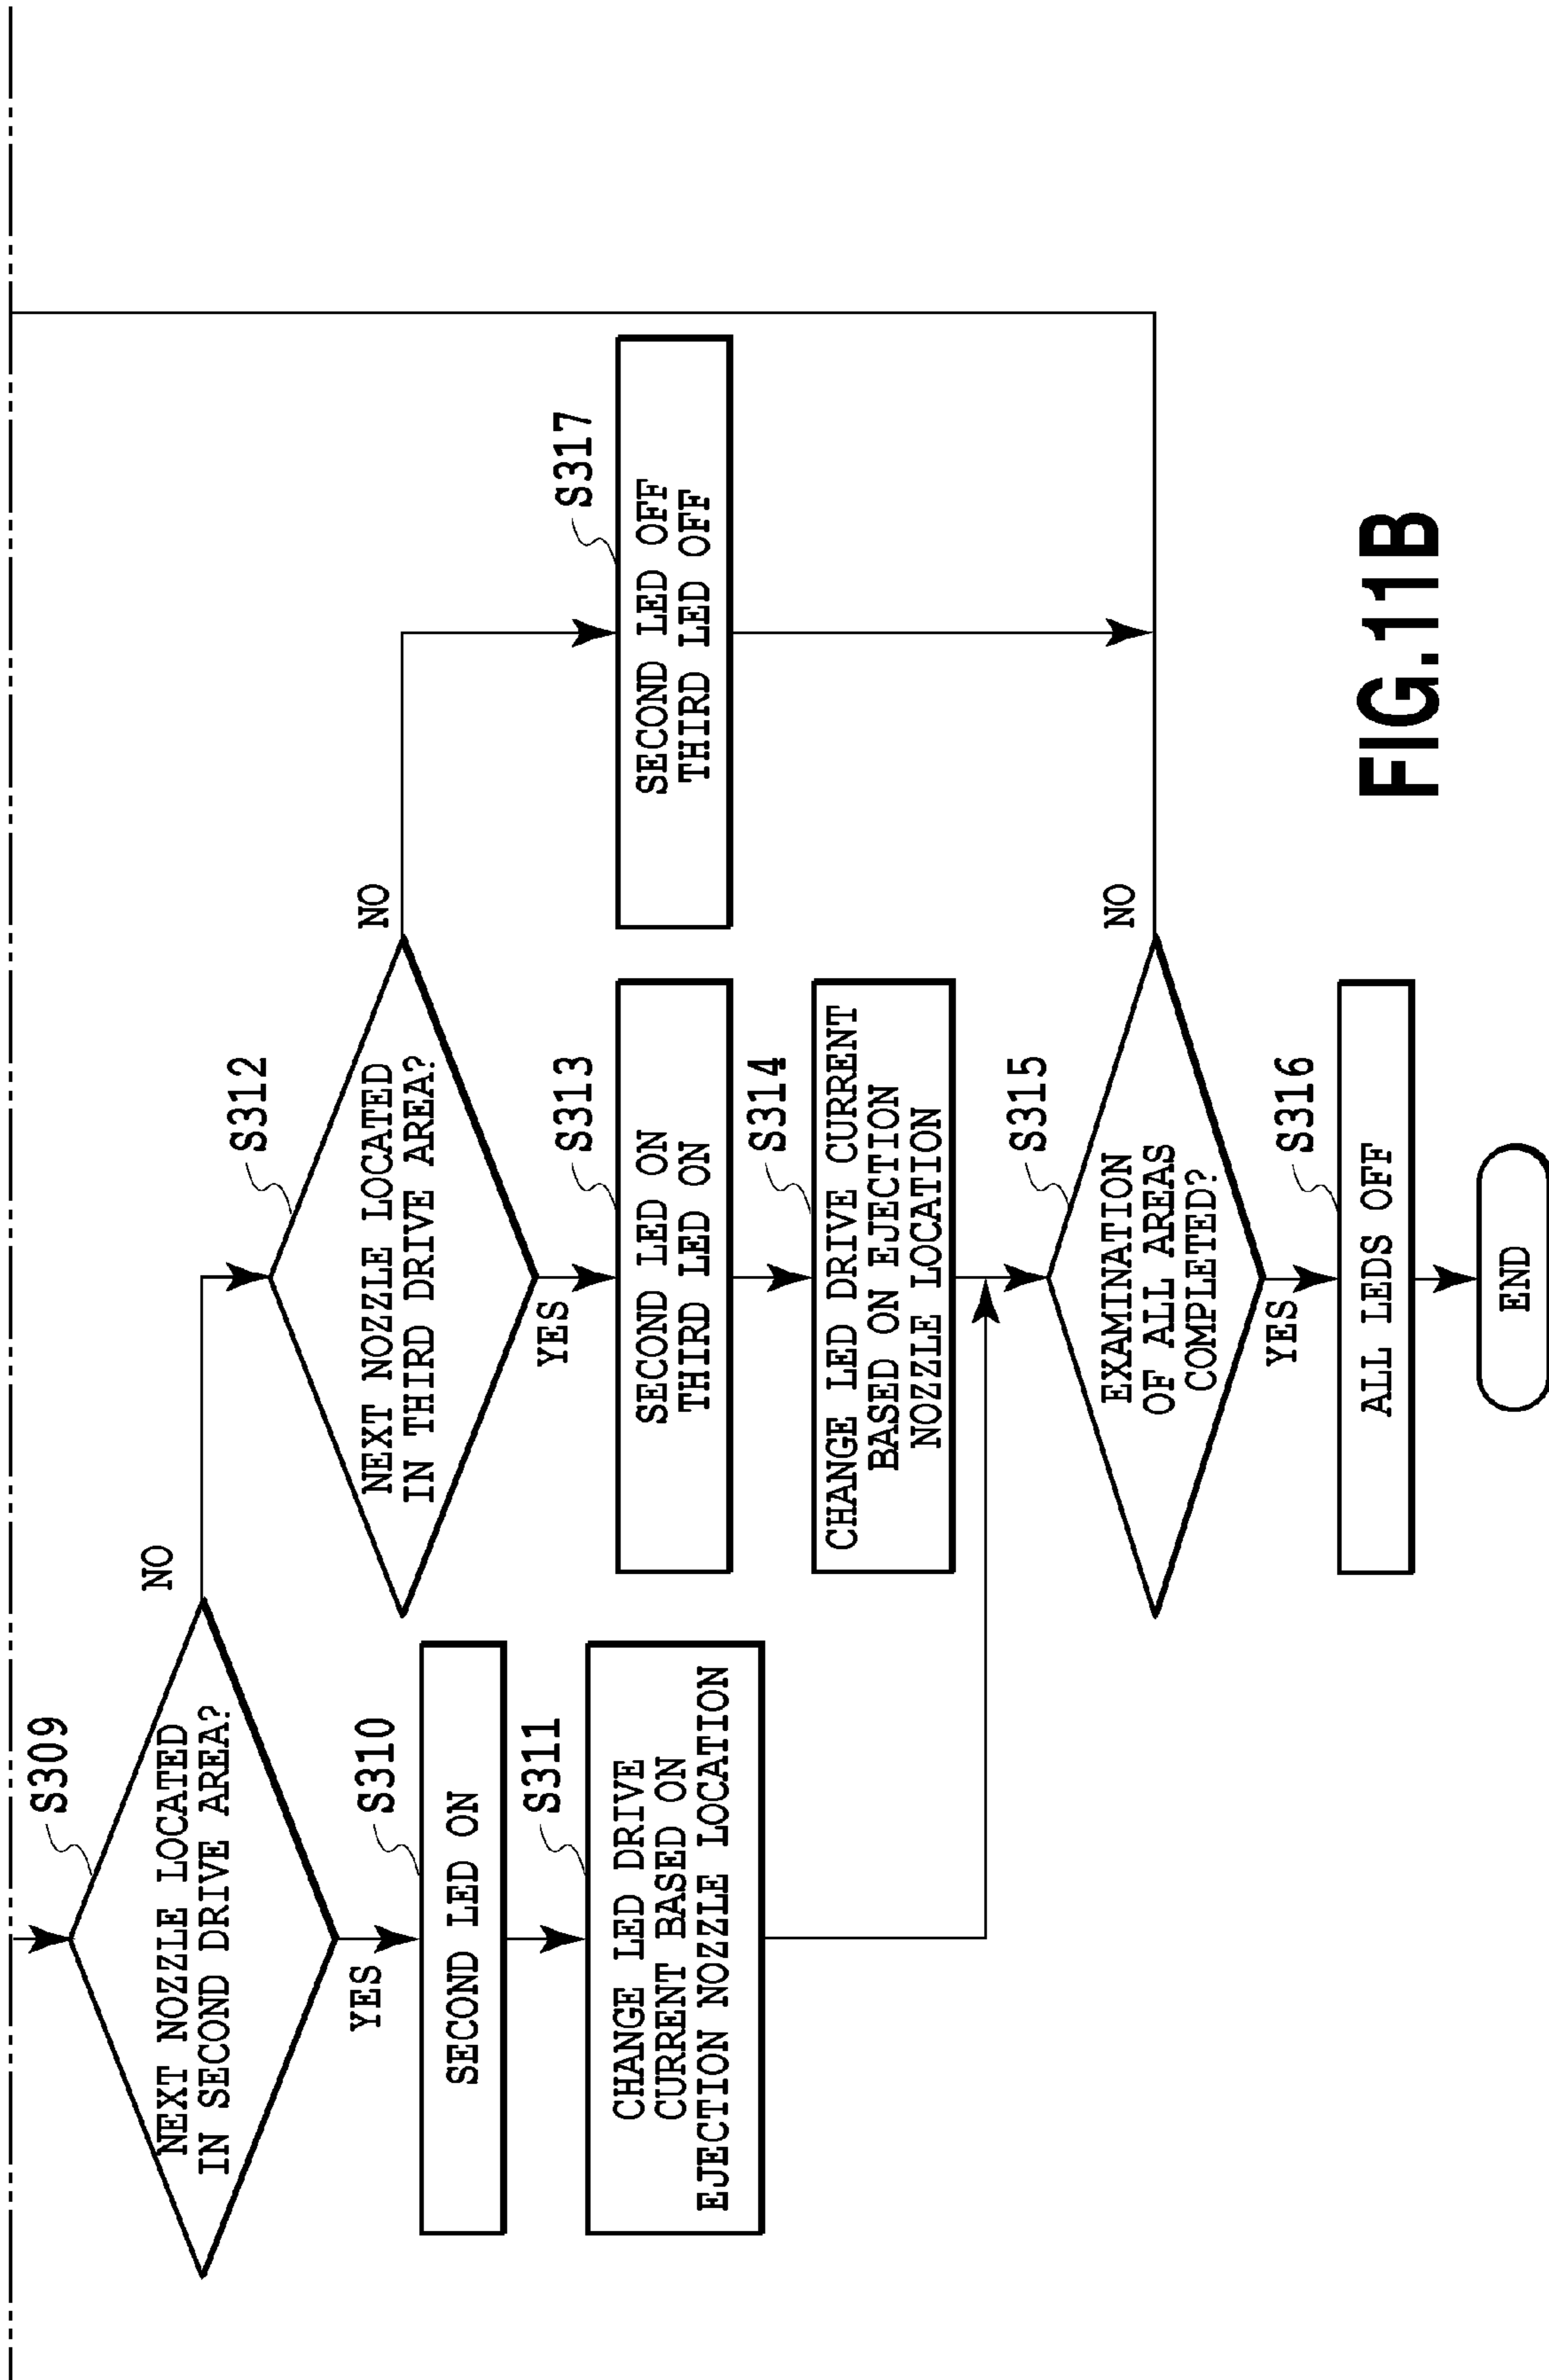 S309
NEXT NOZZLE LOCATED
IN SECOND DRIVE AREA?
NO
YES
S310
SECOND LED ON
S311
CHANGE LED DRIVE
CURRENT BASED ON
EJECTION NOZZLE LOCATION
S312
NEXT NOZZLE LOCATED
IN THIRD DRIVE AREA?
NO
YES
S313
SECOND LED ON
THIRD LED ON
S314
CHANGE LED DRIVE CURRENT
BASED ON EJECTION
NOZZLE LOCATION
S317
SECOND LED OFF
THIRD LED OFF
S315
EXAMINATION
OF ALL AREAS
COMPLETED?
NO
YES
S316
ALL LEDS OFF
END
FIG.11B